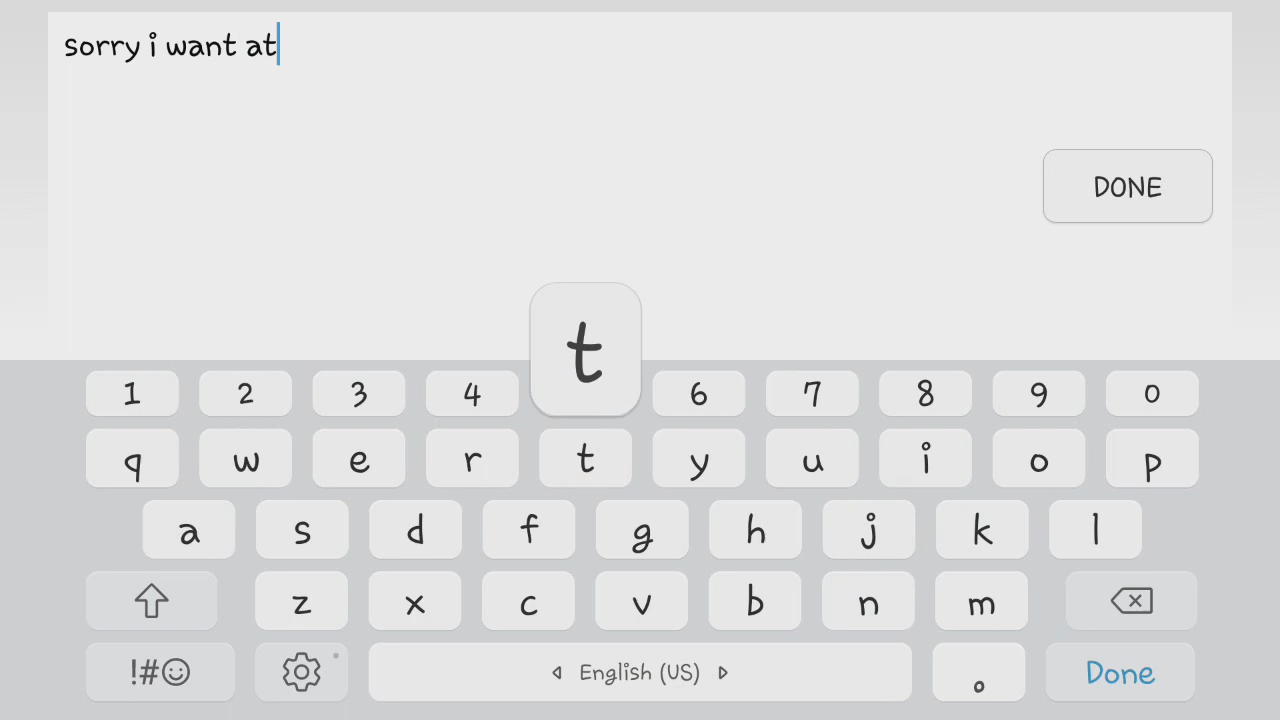 sorry i want at
DONE
t
1 2 3 4 6 7 8 9 0
q w e r t y u i o p
a s d f g h j k l
z x c v b n m
!#☺ English (US) . Done